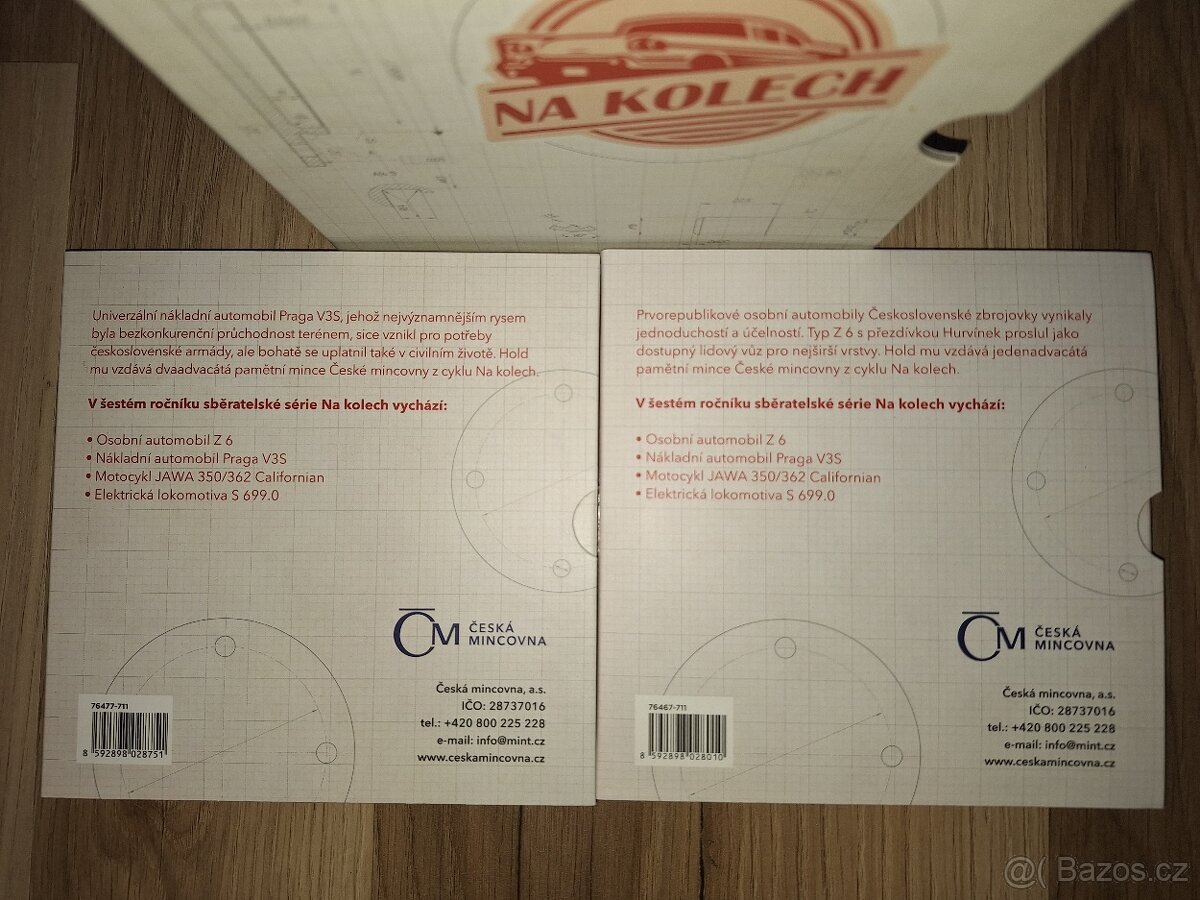 NA KOLECH
Univerzální nákladní automobil Praga V3S, jehož nejvýznamnějším rysem
byla bezkonkurenční průchodnost terénem, sice vznikl pro potřeby
československé armády, ale bohatě se uplatnil také v civilním životě. Hold
mu vzdává dvaadvacátá pamětní mince České mincovny z cyklu Na kolech.
V šestém ročníku sběratelské série Na kolech vychází:
• Osobní automobil Z 6
• Nákladní automobil Praga V3S
• Motocykl JAWA 350/362 Californian
• Elektrická lokomotiva S 699.0
ČM ČESKÁ
MINCOVNA
Česká mincovna, a.s.
IČO: 28737016
tel.: +420 800 225 228
e-mail: info@mint.cz
www.ceskamincovna.cz
76477-711
8 592898 028751
Prvorepublikové osobní automobily Československé zbrojovky vynikaly
jednoduchostí a účelností. Typ Z 6 s přezdívkou Hurvínek proslul jako
dostupný lidový vůz pro nejširší vrstvy. Hold mu vzdává jedenadvacátá
pamětní mince České mincovny z cyklu Na kolech.
V šestém ročníku sběratelské série Na kolech vychází:
• Osobní automobil Z 6
• Nákladní automobil Praga V3S
• Motocykl JAWA 350/362 Californian
• Elektrická lokomotiva S 699.0
ČM ČESKÁ
MINCOVNA
Česká mincovna, a.s.
IČO: 28737016
tel.: +420 800 225 228
e-mail: info@mint.cz
www.ceskamincovna.cz
76467-711
8 592898 028010
@( Bazos.cz